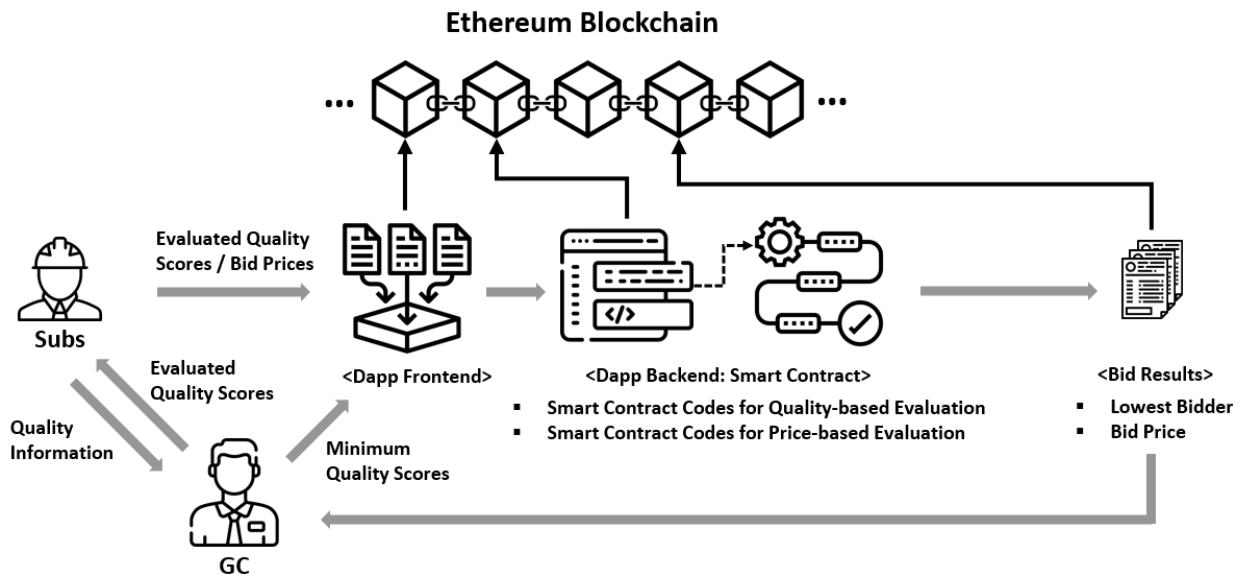 Ethereum Blockchain
...
...
Evaluated Quality
Scores / Bid Prices
Subs
</>
<Dapp Frontend>
<Dapp Backend: Smart Contract>
<Bid Results>
▪ Smart Contract Codes for Quality-based Evaluation
▪ Smart Contract Codes for Price-based Evaluation
▪ Lowest Bidder
▪ Bid Price
Evaluated
Quality Scores
Quality
Information
Minimum
Quality Scores
GC